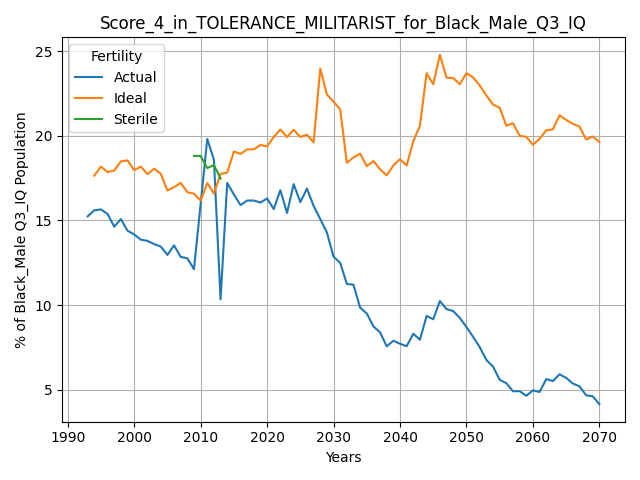 Score_4_in_TOLERANCE_MILITARIST_for_Black_Male_Q3_IQ
Fertility
Actual
Ideal
Sterile
% of Black_Male Q3_IQ Population
25
20
15
10
5
1990 2000 2010 2020 2030 2040 2050 2060 2070
Years